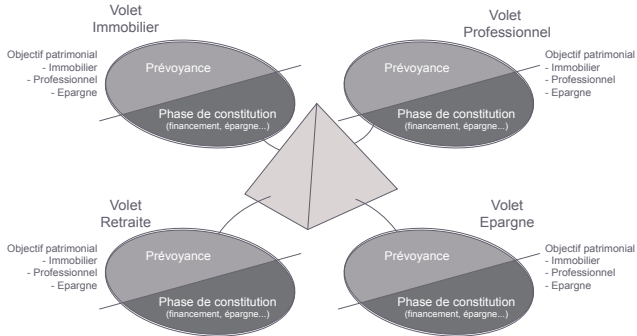 Volet
Immobilier
Objectif patrimonial
- Immobilier
- Professionnel
- Epargne
Prévoyance
Phase de constitution
(financement, épargne...)
Volet
Professionnel
Objectif patrimonial
- Immobilier
- Professionnel
- Epargne
Prévoyance
Phase de constitution
(financement, épargne...)
Volet
Retraite
Objectif patrimonial
- Immobilier
- Professionnel
- Epargne
Prévoyance
Phase de constitution
(financement, épargne...)
Volet
Epargne
Objectif patrimonial
- Immobilier
- Professionnel
- Epargne
Prévoyance
Phase de constitution
(financement, épargne...)